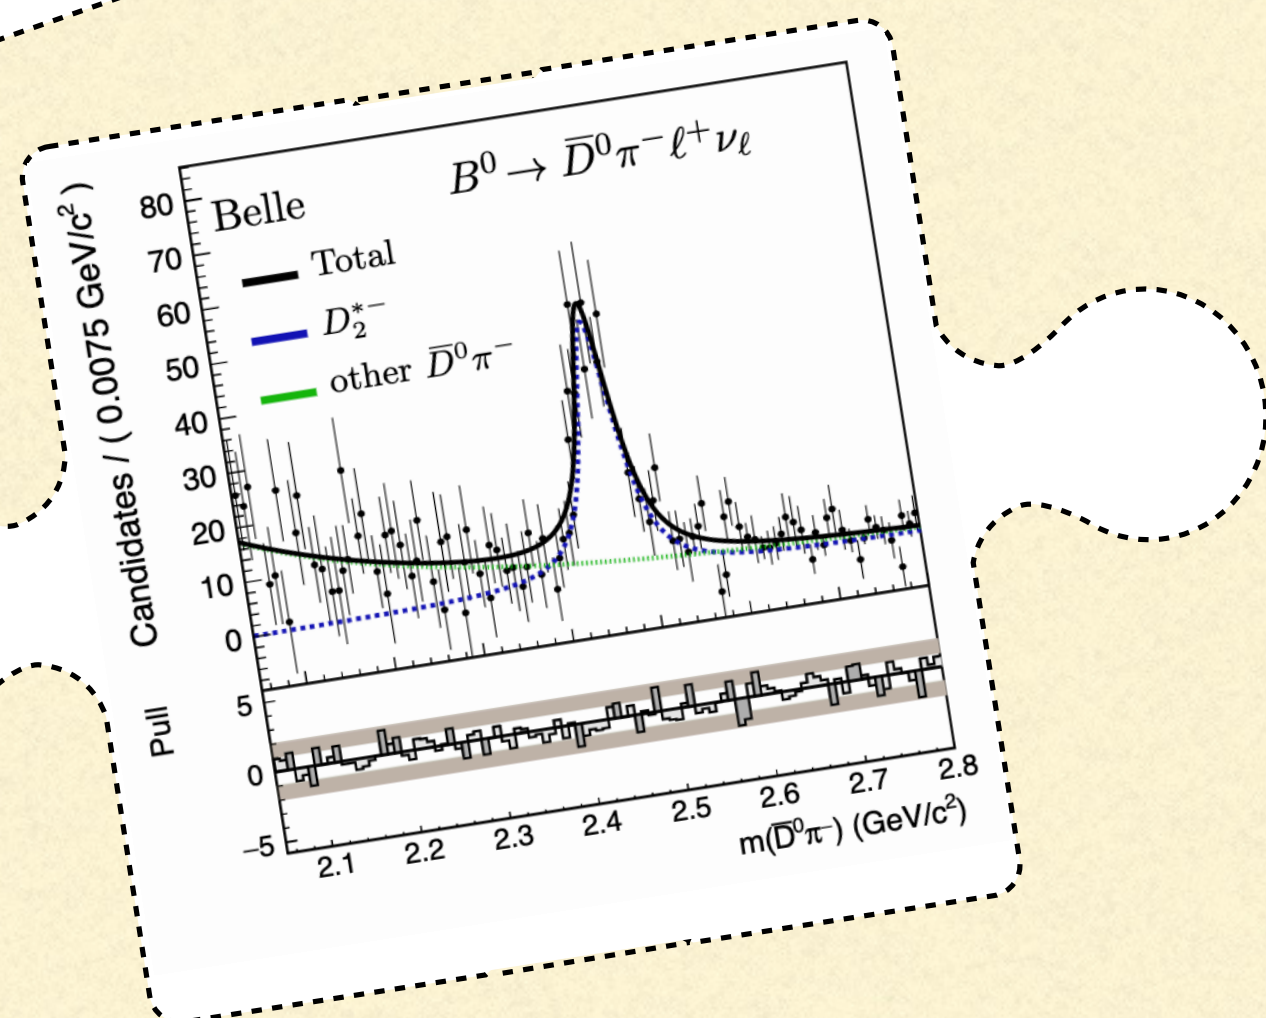 B⁰ → D̅⁰π⁻ℓ⁺νℓ
Belle
Total
D₂*⁻
other D̅⁰π⁻
Candidates / ( 0.0075 GeV/c² )
80
70
60
50
40
30
20
10
0
Pull
5
0
−5
2.1 2.2 2.3 2.4 2.5 2.6 2.7 2.8
m(D̅⁰π⁻) (GeV/c²)